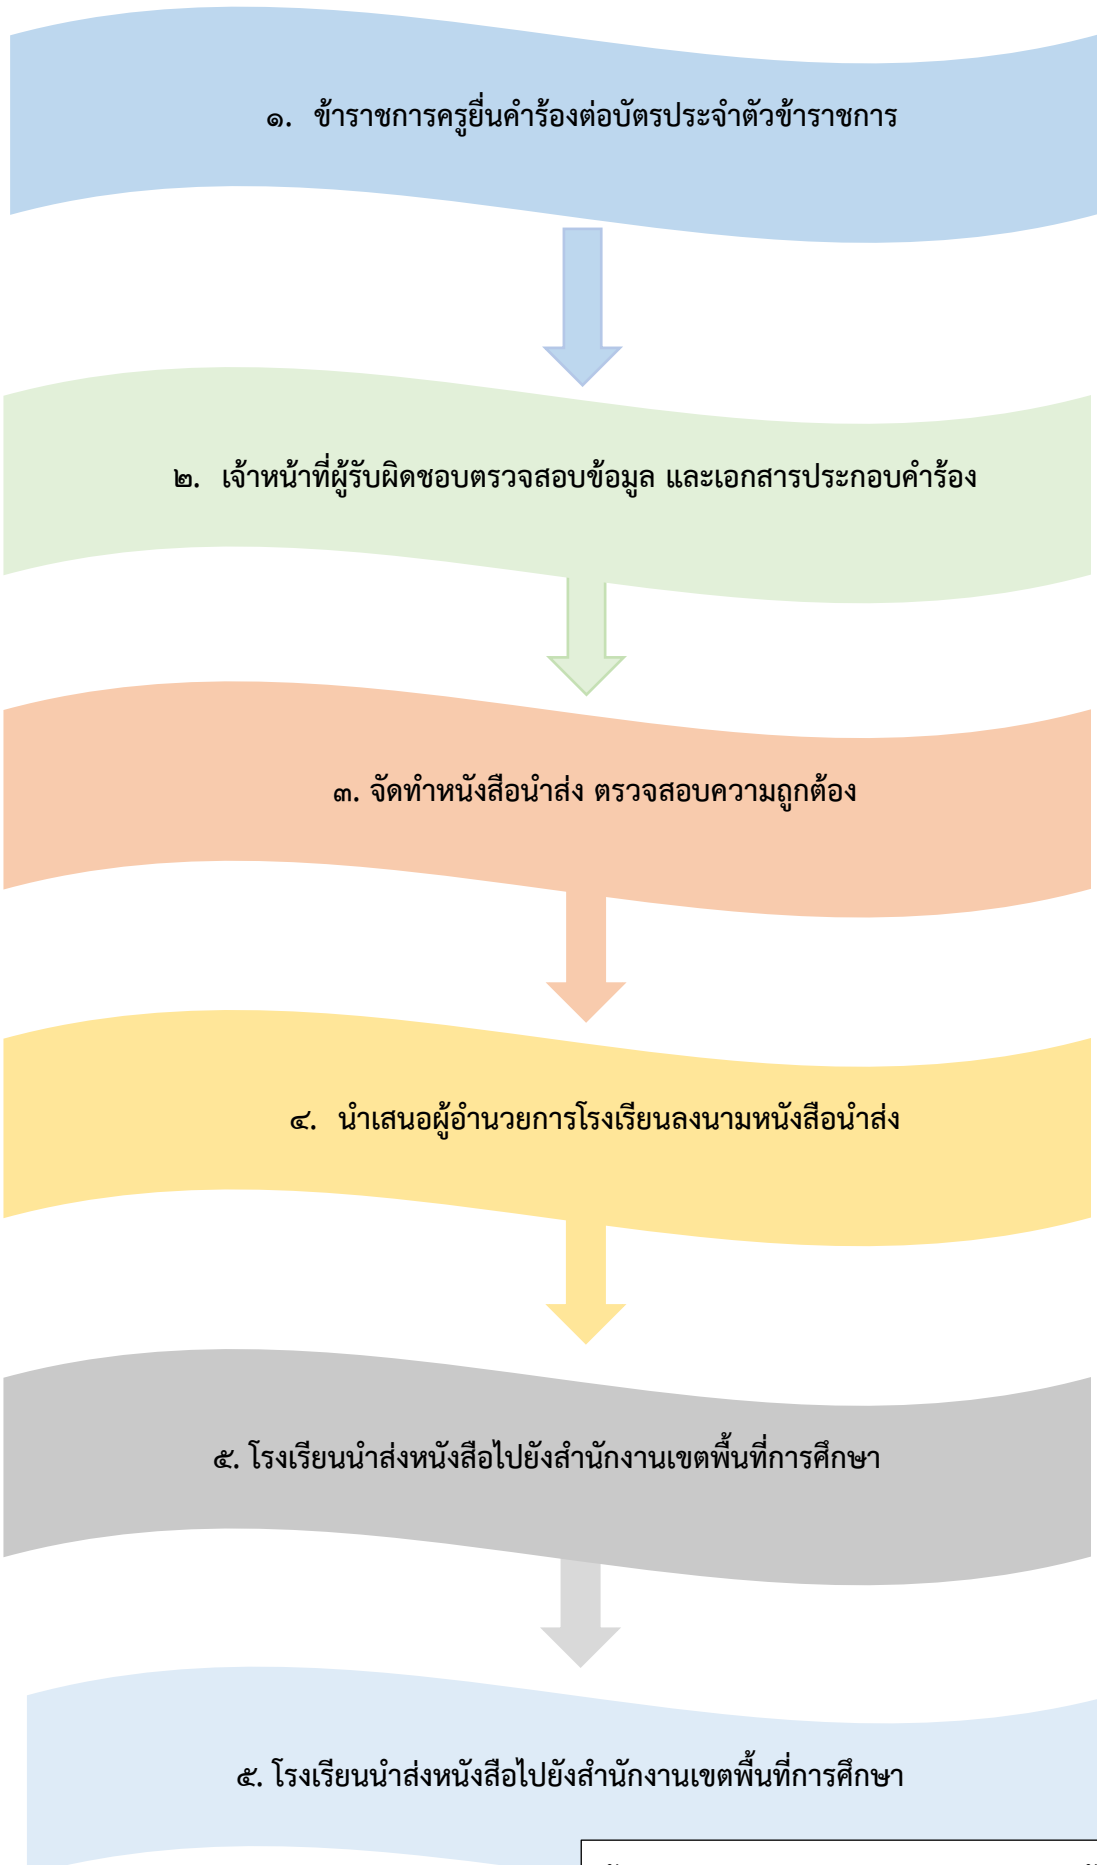 ๑. ข้าราชการครูยื่นคำร้องต่อบัตรประจำตัวข้าราชการ
๒. เจ้าหน้าที่ผู้รับผิดชอบตรวจสอบข้อมูล และเอกสารประกอบคำร้อง
๓. จัดทำหนังสือนำส่ง ตรวจสอบความถูกต้อง
๔. นำเสนอผู้อำนวยการโรงเรียนลงนามหนังสือนำส่ง
๕. โรงเรียนนำส่งหนังสือไปยังสำนักงานเขตพื้นที่การศึกษา
๕. โรงเรียนนำส่งหนังสือไปยังสำนักงานเขตพื้นที่การศึกษา